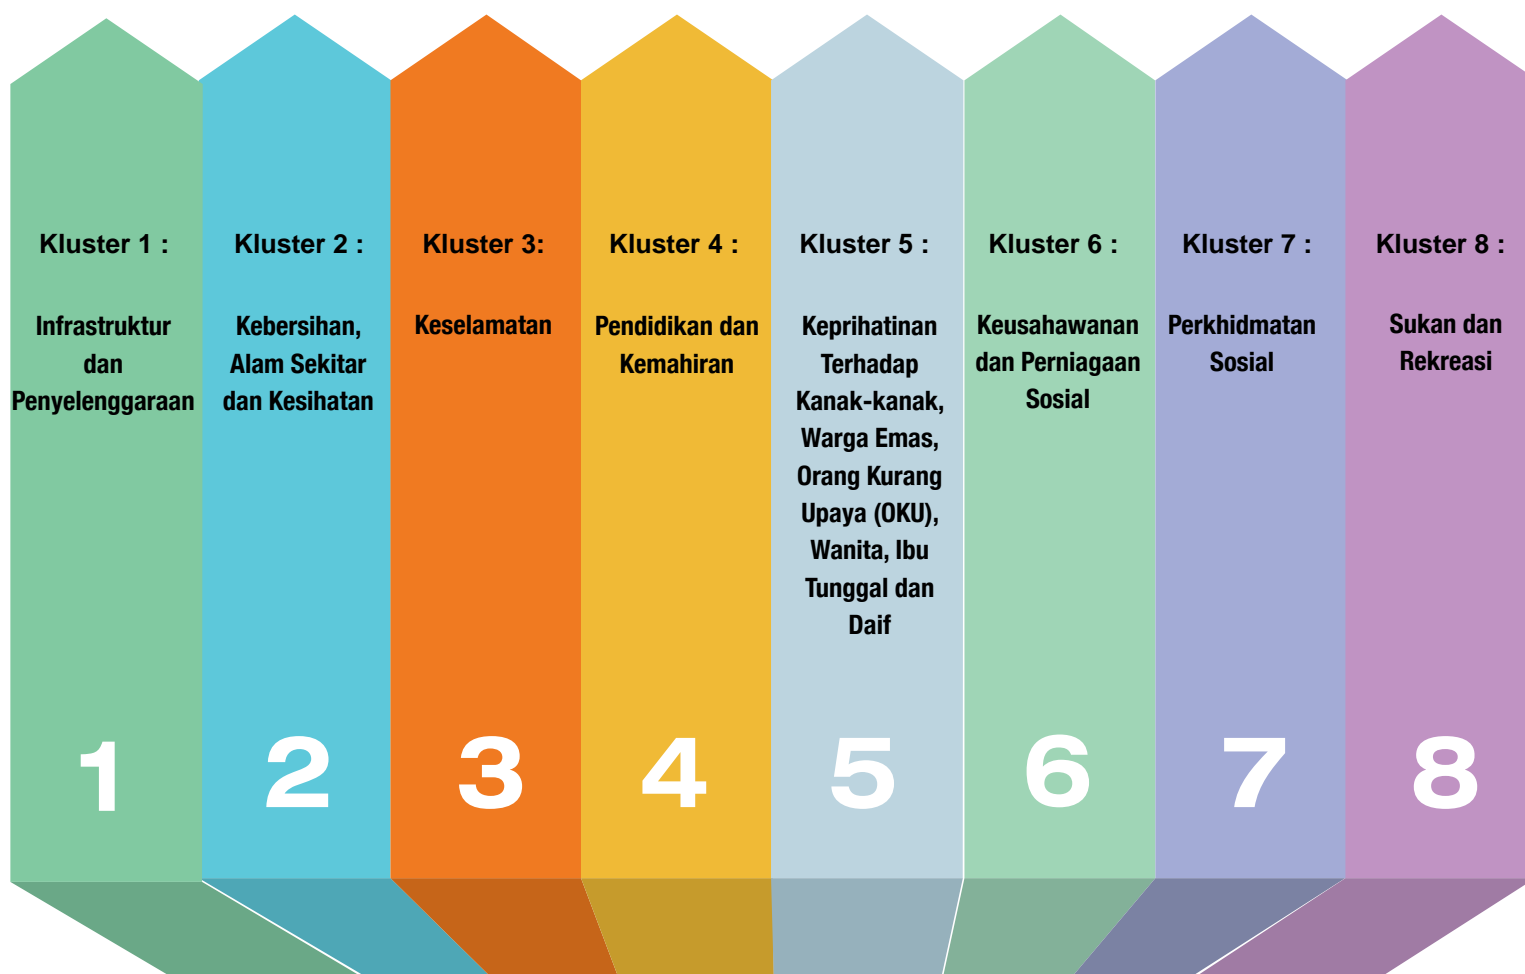 Kluster 1 :
Infrastruktur
dan
Penyelenggaraan
1
Kluster 2 :
Kebersihan,
Alam Sekitar
dan Kesihatan
2
Kluster 3:
Keselamatan
3
Kluster 4 :
Pendidikan dan
Kemahiran
4
Kluster 5 :
Keprihatinan
Terhadap
Kanak-kanak,
Warga Emas,
Orang Kurang
Upaya (OKU),
Wanita, Ibu
Tunggal dan
Daif
5
Kluster 6 :
Keusahawanan
dan Perniagaan
Sosial
6
Kluster 7 :
Perkhidmatan
Sosial
7
Kluster 8 :
Sukan dan
Rekreasi
8